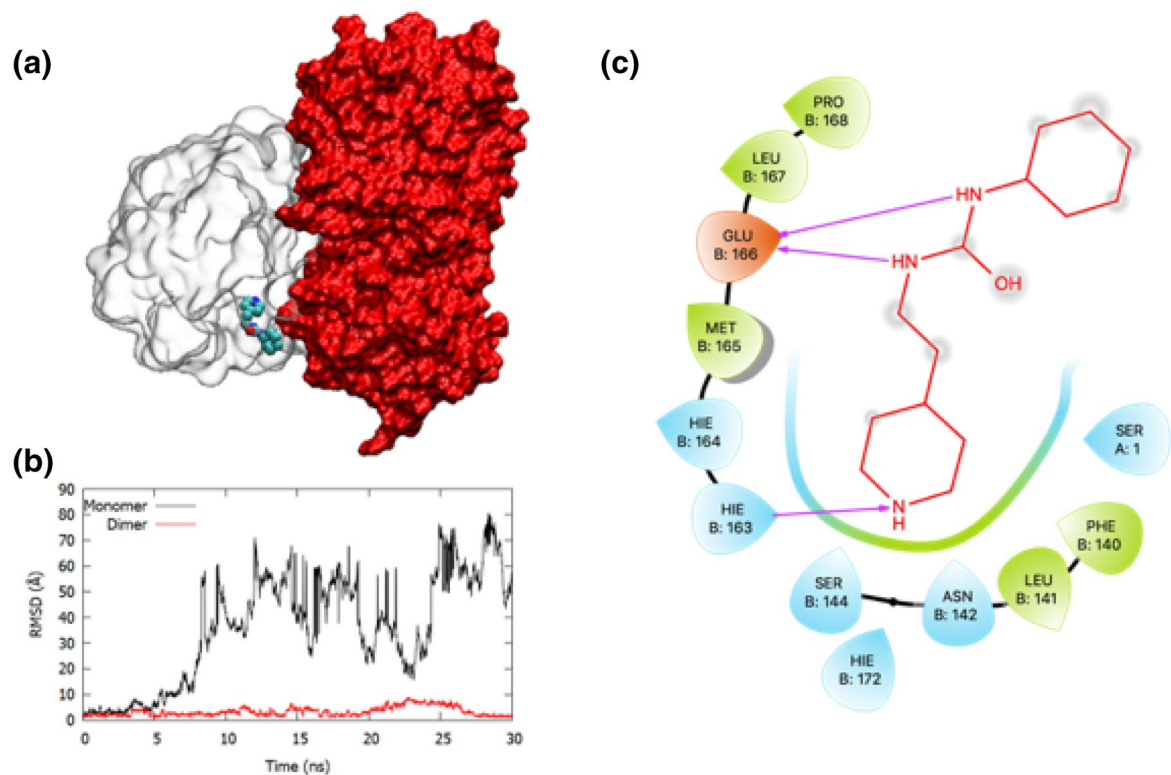 (a)
(b)
90
80
70
60
50
40
30
20
10
0
RMSD (Å)
Monomer
Dimer
0
5
10
15
20
25
30
Time (ns)
(c)
PRO
B: 168
LEU
B: 167
GLU
B: 166
MET
B: 165
HIE
B: 164
HIE
B: 163
SER
B: 144
HIE
B: 172
ASN
B: 142
LEU
B: 141
PHE
B: 140
SER
A: 1
HN
HN
OH
N
H